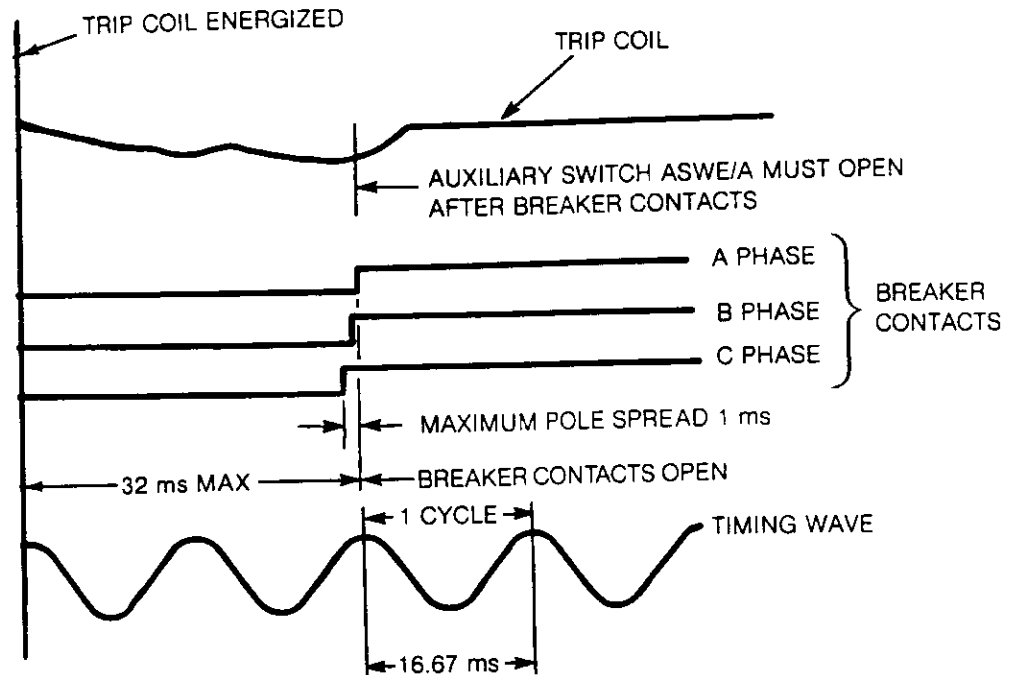 TRIP COIL ENERGIZED
TRIP COIL
AUXILIARY SWITCH ASWE/A MUST OPEN
AFTER BREAKER CONTACTS
A PHASE
B PHASE
C PHASE
BREAKER
CONTACTS
MAXIMUM POLE SPREAD 1 ms
32 ms MAX
BREAKER CONTACTS OPEN
1 CYCLE
TIMING WAVE
16.67 ms